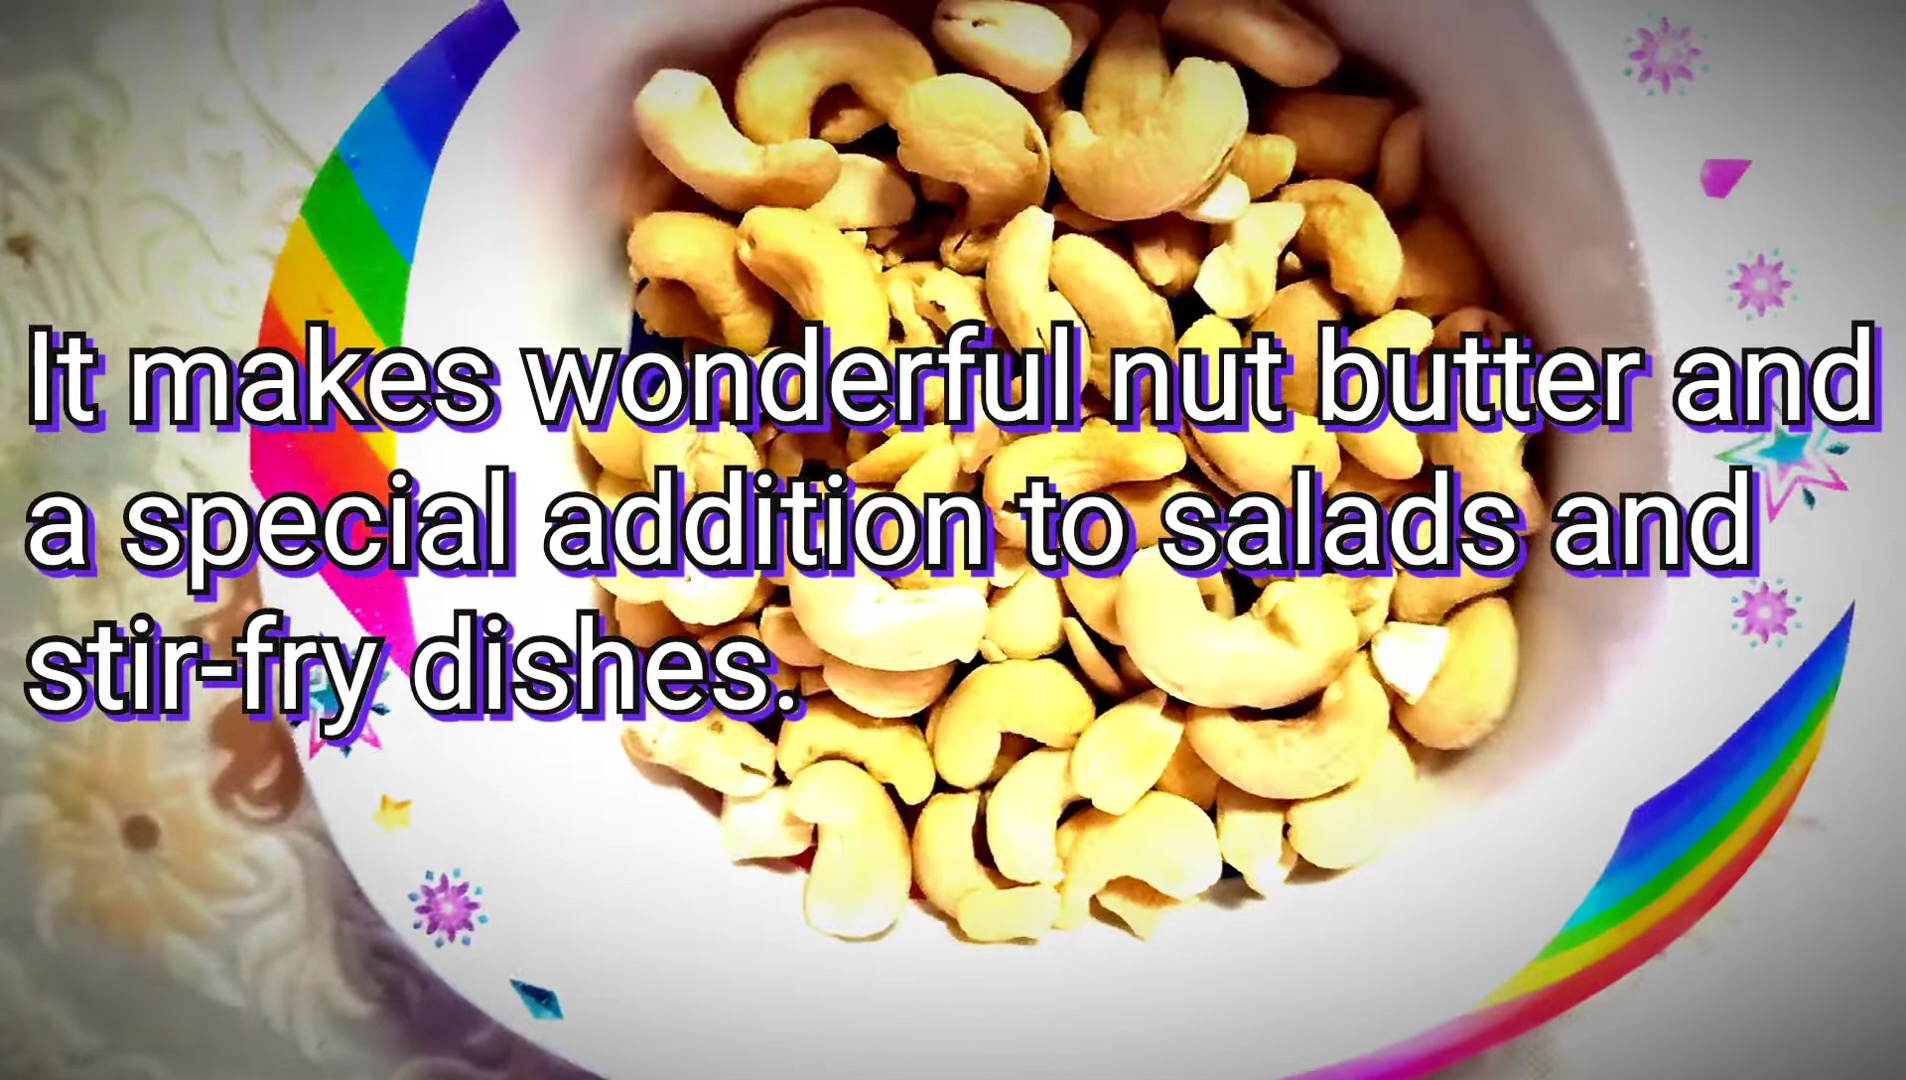 It makes wonderful nut butter and
a special addition to salads and
stir-fry dishes.